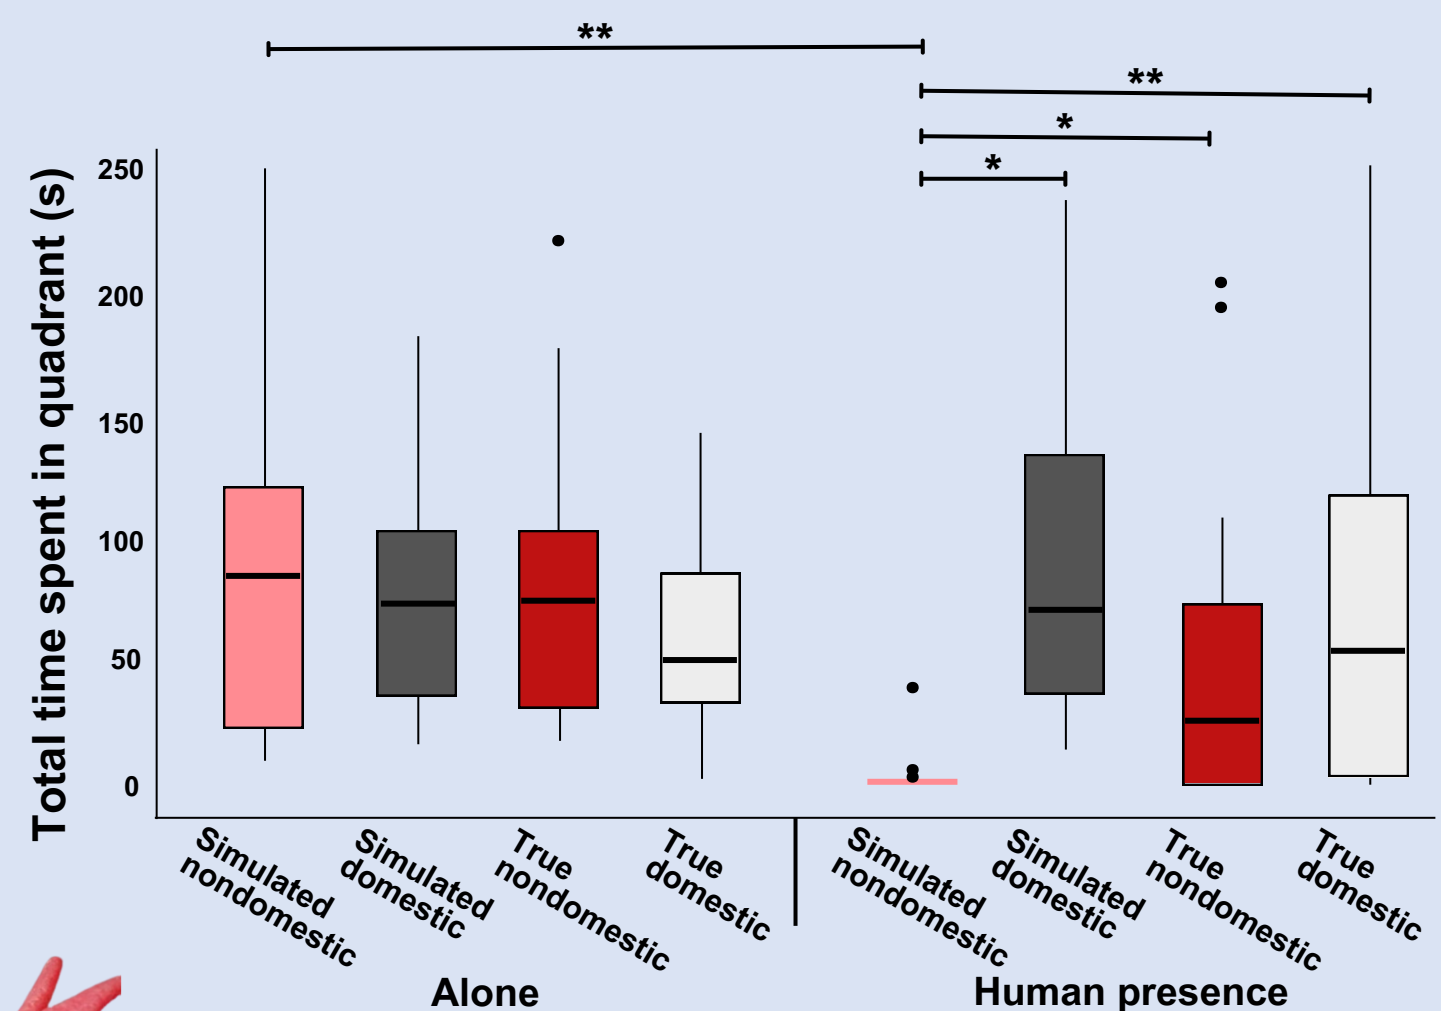 **
**
*
*
Total time spent in quadrant (s)
250
200
150
100
50
0
Simulated
nondomestic
Simulated
domestic
True
nondomestic
True
domestic
Simulated
nondomestic
Simulated
domestic
True
nondomestic
True
domestic
Alone
Human presence